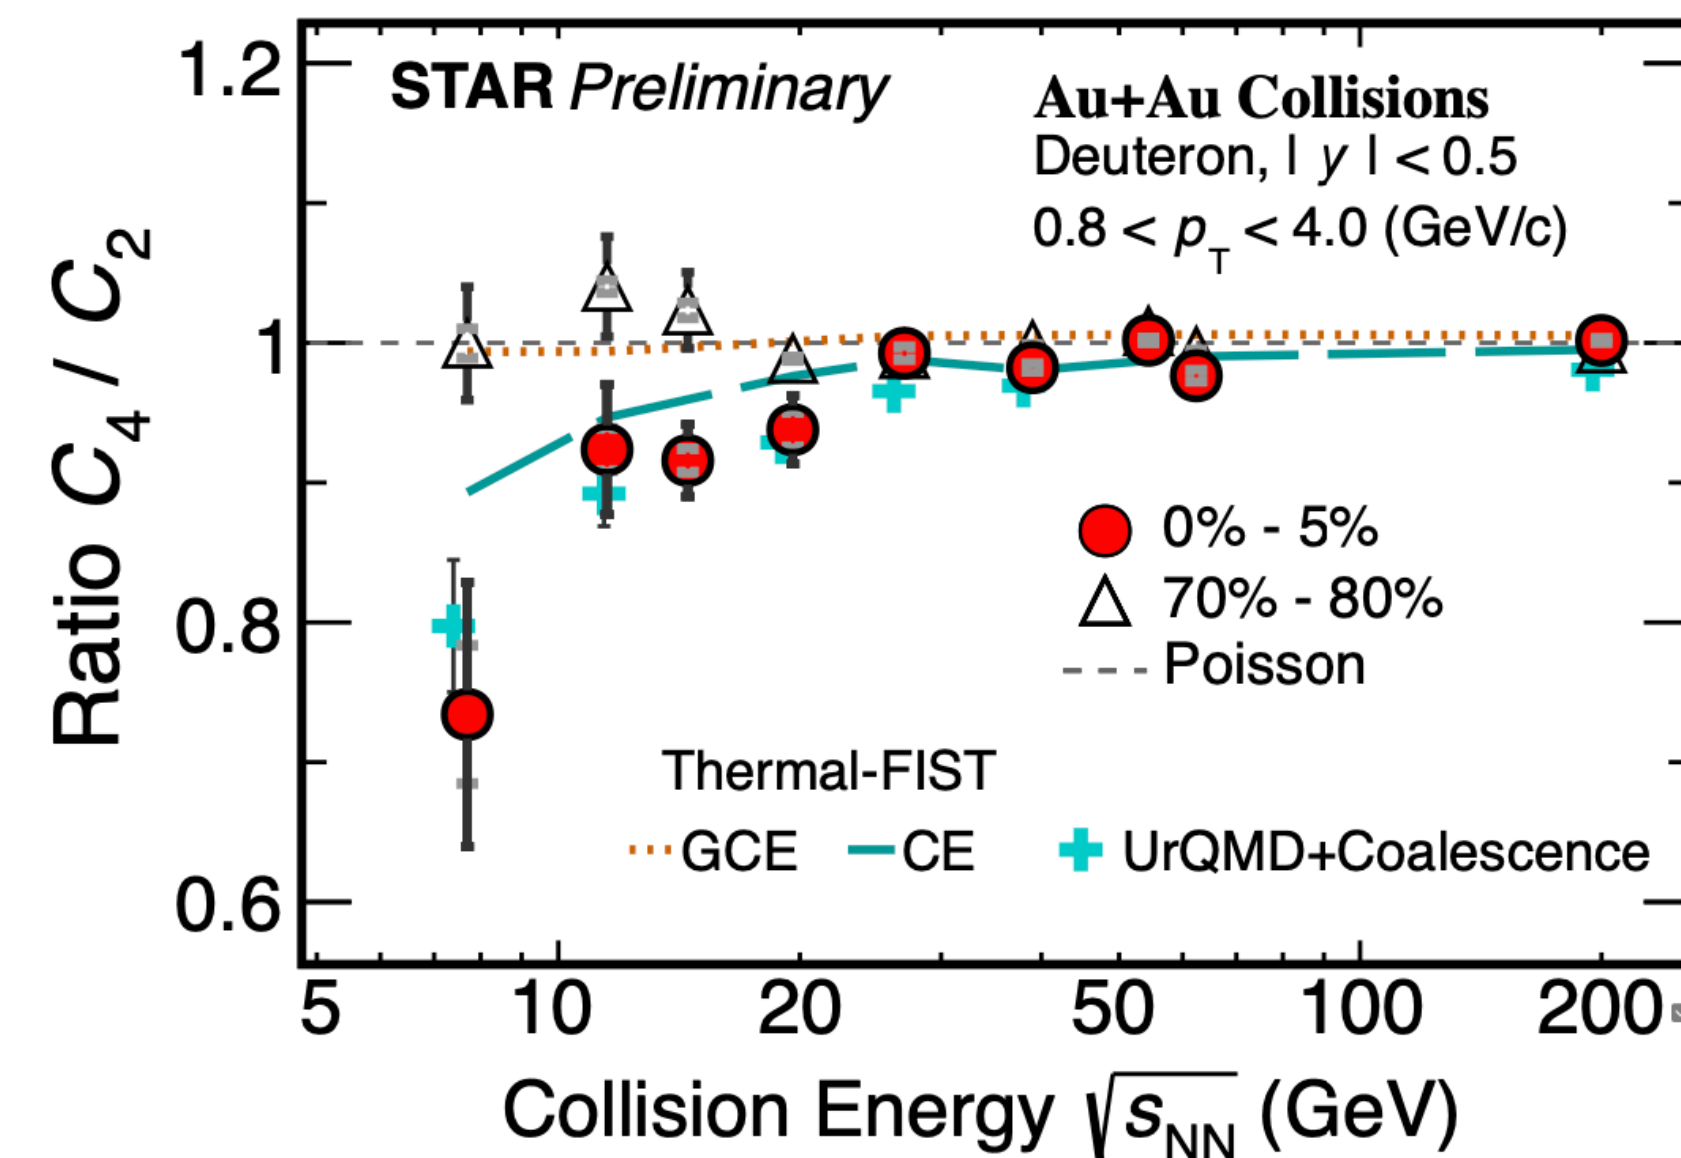 STAR Preliminary
Au+Au Collisions
Deuteron, | y | < 0.5
0.8 < p_T < 4.0 (GeV/c)
1.2
1
0.8
0.6
Ratio C_4 / C_2
0% - 5%
70% - 80%
Poisson
Thermal-FIST
GCE CE UrQMD+Coalescence
5 10 20 50 100 200
Collision Energy √s_NN (GeV)